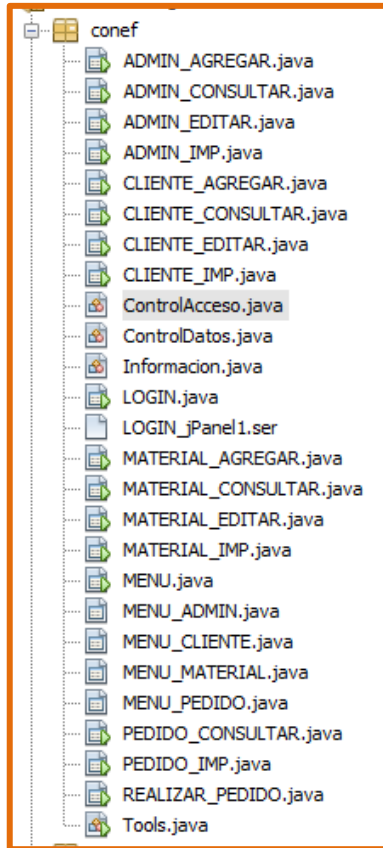 conef
ADMIN_AGREGAR.java
ADMIN_CONSULTAR.java
ADMIN_EDITAR.java
ADMIN_IMP.java
CLIENTE_AGREGAR.java
CLIENTE_CONSULTAR.java
CLIENTE_EDITAR.java
CLIENTE_IMP.java
ControlAcceso.java
ControlDatos.java
Informacion.java
LOGIN.java
LOGIN_jPanel1.ser
MATERIAL_AGREGAR.java
MATERIAL_CONSULTAR.java
MATERIAL_EDITAR.java
MATERIAL_IMP.java
MENU.java
MENU_ADMIN.java
MENU_CLIENTE.java
MENU_MATERIAL.java
MENU_PEDIDO.java
PEDIDO_CONSULTAR.java
PEDIDO_IMP.java
REALIZAR_PEDIDO.java
Tools.java